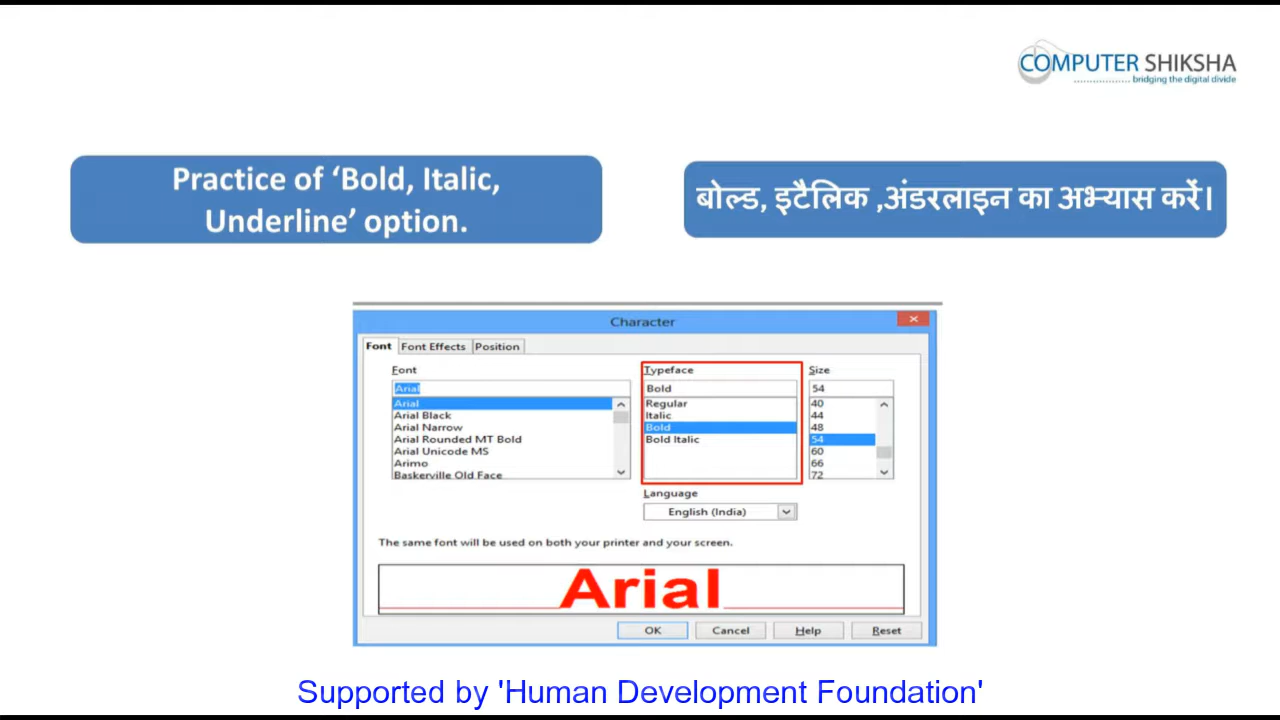 COMPUTER SHIKSHA
bridging the digital divide
Practice of ‘Bold, Italic,
Underline’ option.
बोल्ड, इटैलिक ,अंडरलाइन का अभ्यास करें।
Character
Font Font Effects Position
Font
Arial
Arial
Arial Black
Arial Narrow
Arial Rounded MT Bold
Arial Unicode MS
Arimo
Baskerville Old Face
Typeface
Bold
Regular
Italic
Bold
Bold Italic
Size
54
40
44
48
54
60
66
72
Language
English (India)
The same font will be used on both your printer and your screen.
Arial
OK Cancel Help Reset
Supported by 'Human Development Foundation'